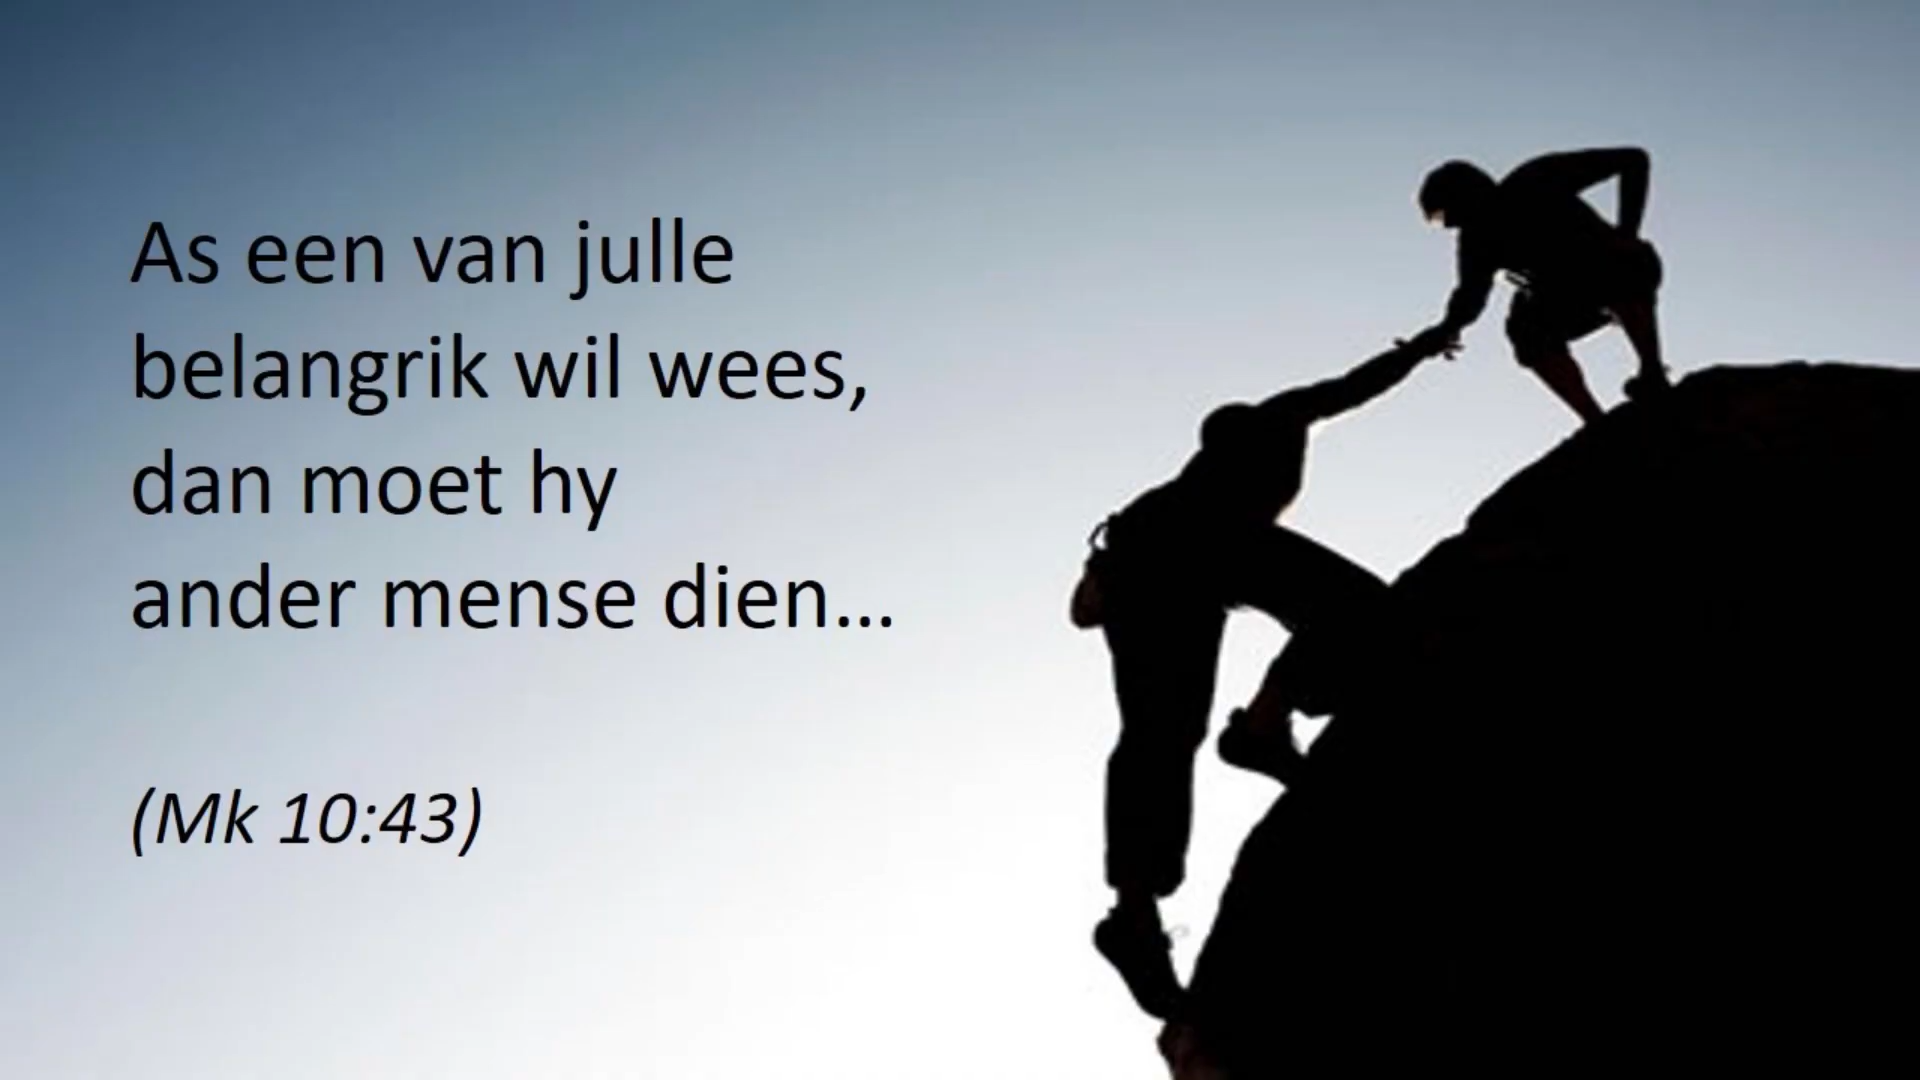 As een van julle
belangrik wil wees,
dan moet hy
ander mense dien…
(Mk 10:43)